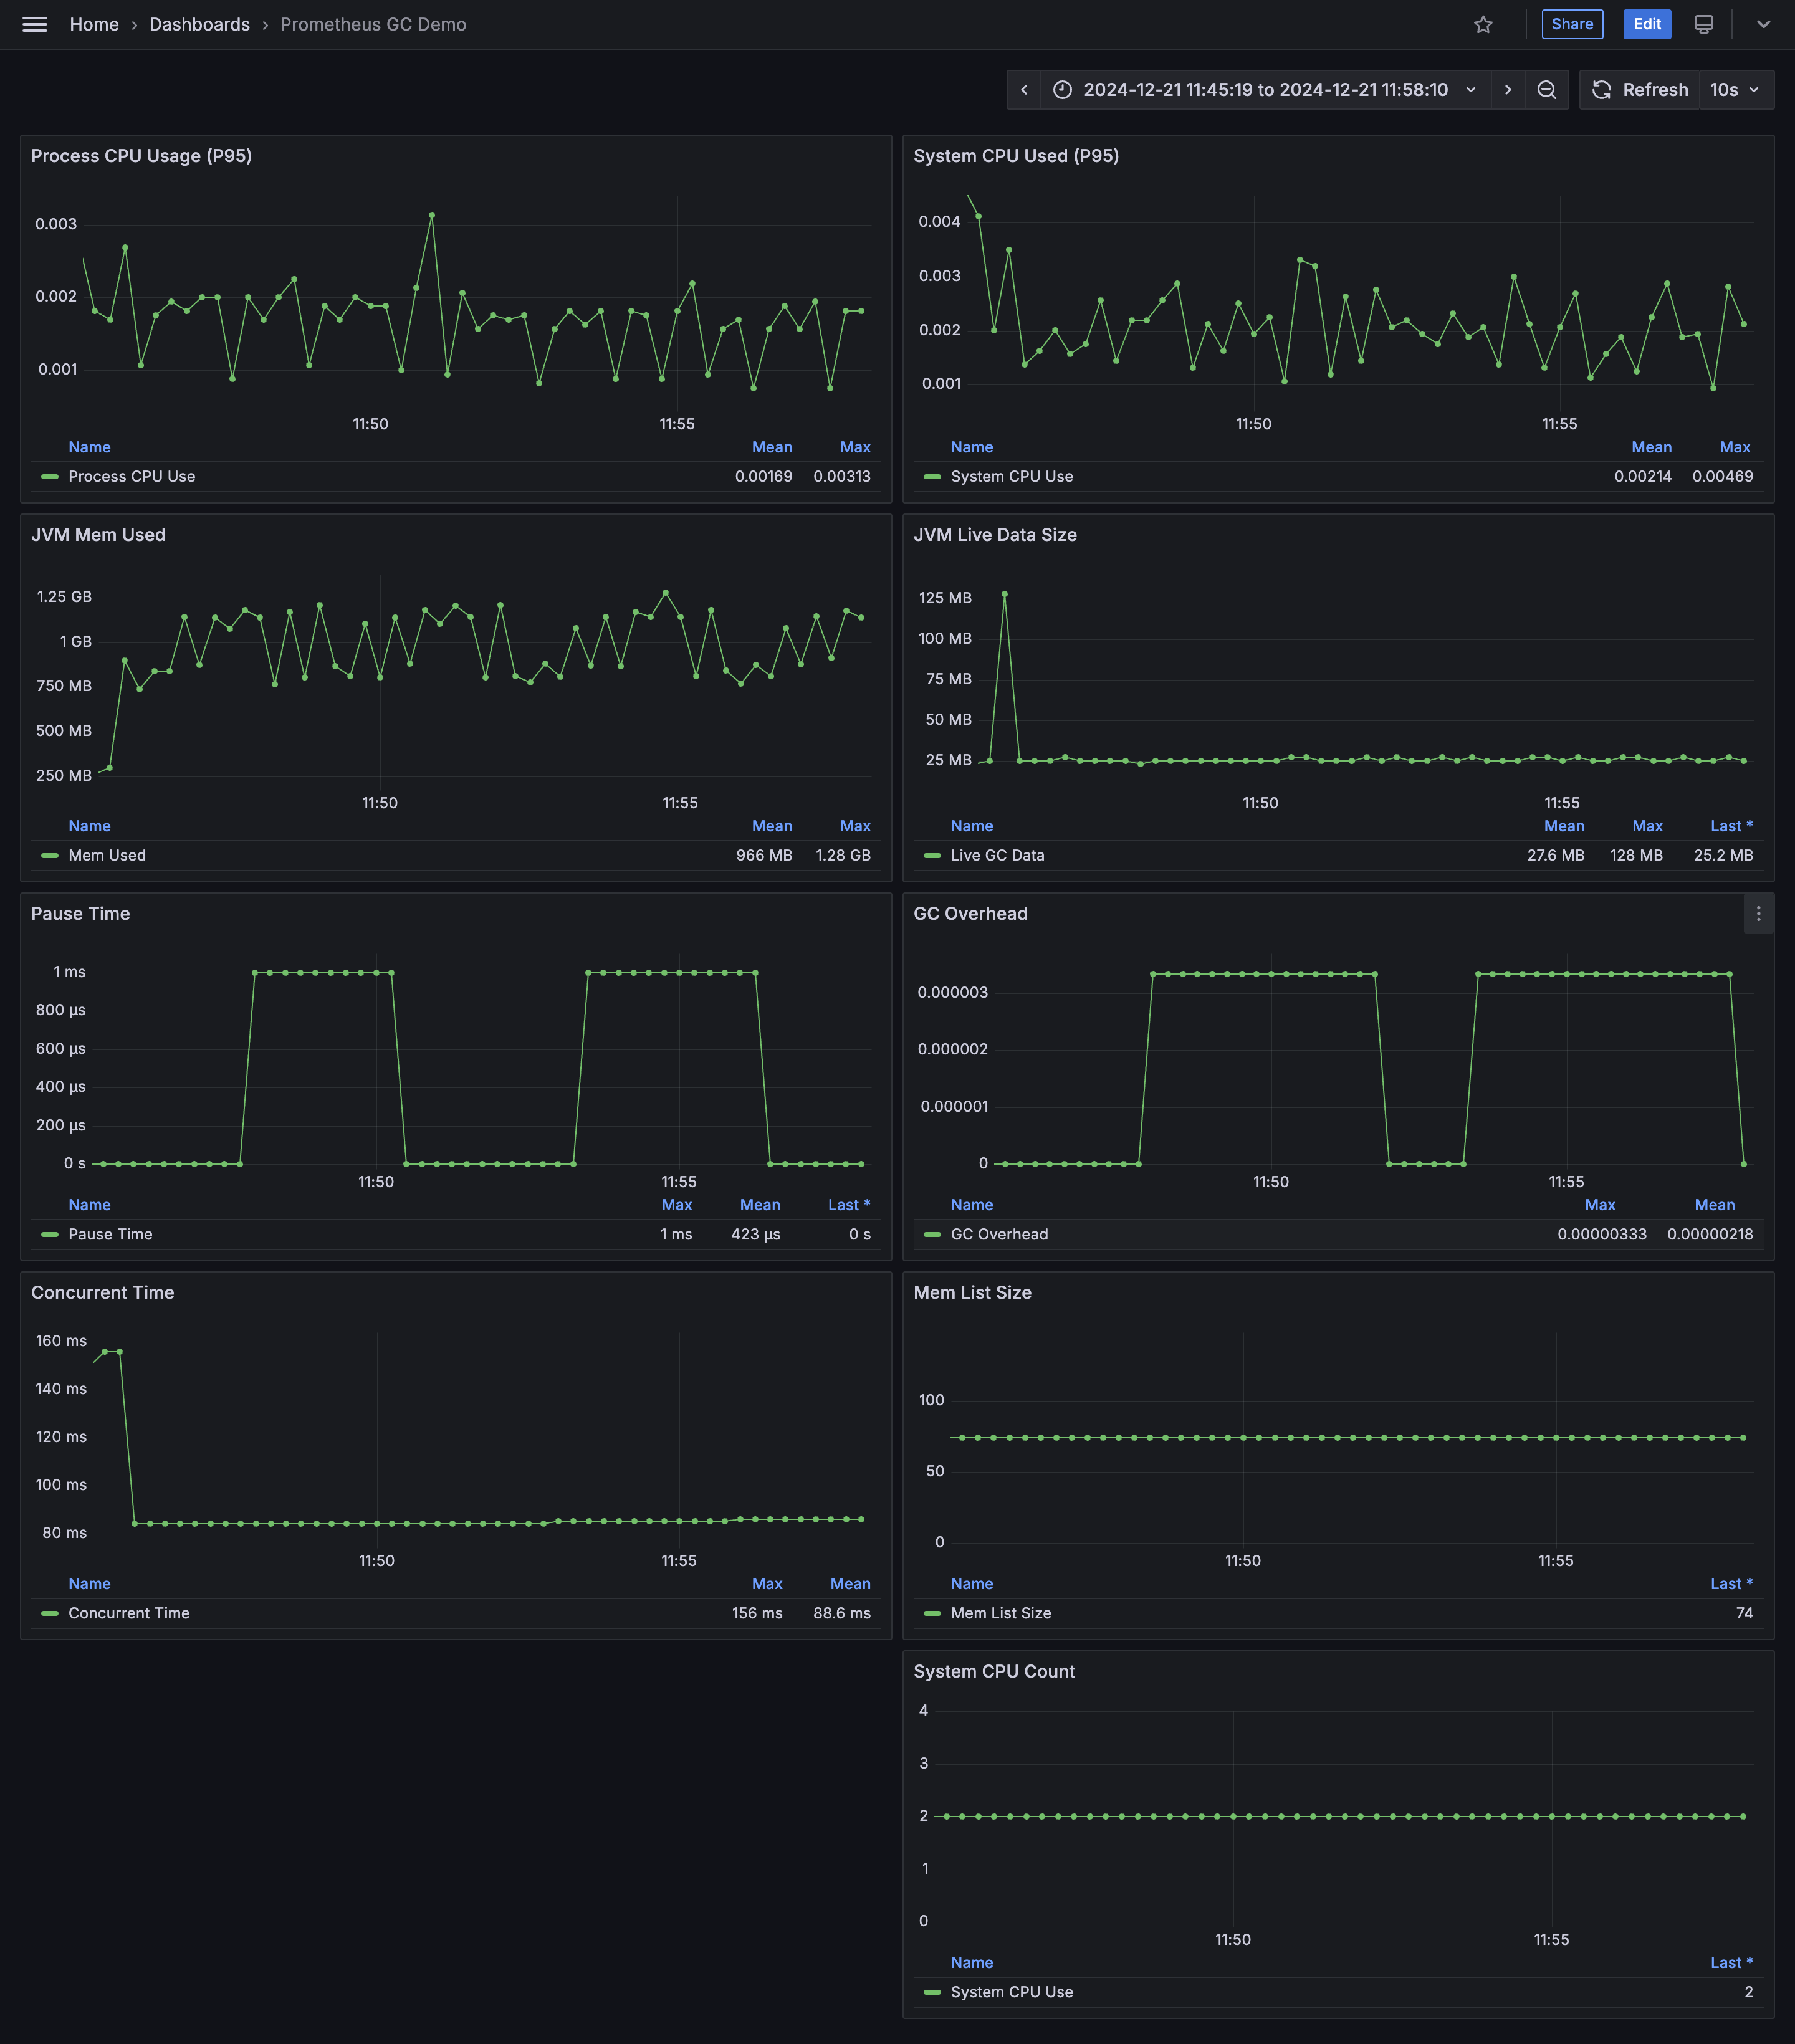 Home › Dashboards › Prometheus GC Demo
Share
Edit
2024-12-21 11:45:19 to 2024-12-21 11:58:10
Refresh
10s
Process CPU Usage (P95)
0.003
0.002
0.001
11:50 11:55
Name Mean Max
Process CPU Use 0.00169 0.00313
System CPU Used (P95)
0.004
0.003
0.002
0.001
11:50 11:55
Name Mean Max
System CPU Use 0.00214 0.00469
JVM Mem Used
1.25 GB
1 GB
750 MB
500 MB
250 MB
11:50 11:55
Name Mean Max
Mem Used 966 MB 1.28 GB
JVM Live Data Size
125 MB
100 MB
75 MB
50 MB
25 MB
11:50 11:55
Name Mean Max Last *
Live GC Data 27.6 MB 128 MB 25.2 MB
Pause Time
1 ms
800 µs
600 µs
400 µs
200 µs
0 s
11:50 11:55
Name Max Mean Last *
Pause Time 1 ms 423 µs 0 s
GC Overhead
0.000003
0.000002
0.000001
0
11:50 11:55
Name Max Mean
GC Overhead 0.00000333 0.00000218
Concurrent Time
160 ms
140 ms
120 ms
100 ms
80 ms
11:50 11:55
Name Max Mean
Concurrent Time 156 ms 88.6 ms
Mem List Size
100
50
0
11:50 11:55
Name Last *
Mem List Size 74
System CPU Count
4
3
2
1
0
11:50 11:55
Name Last *
System CPU Use 2